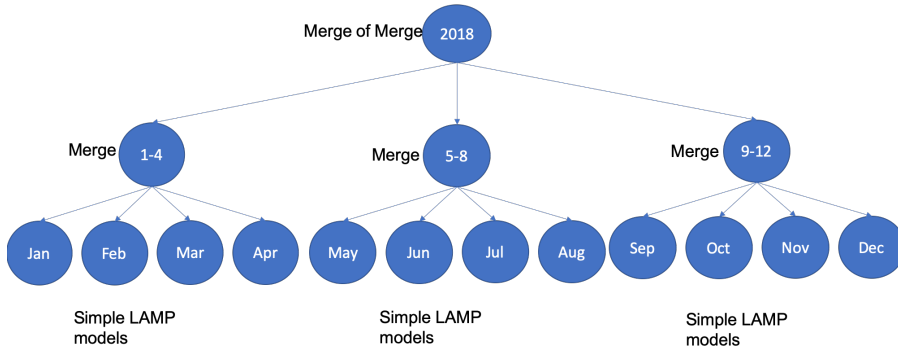 Merge of Merge 2018
Merge 1-4
Merge 5-8
Merge 9-12
Jan Feb Mar Apr May Jun Jul Aug Sep Oct Nov Dec
Simple LAMP
models
Simple LAMP
models
Simple LAMP
models